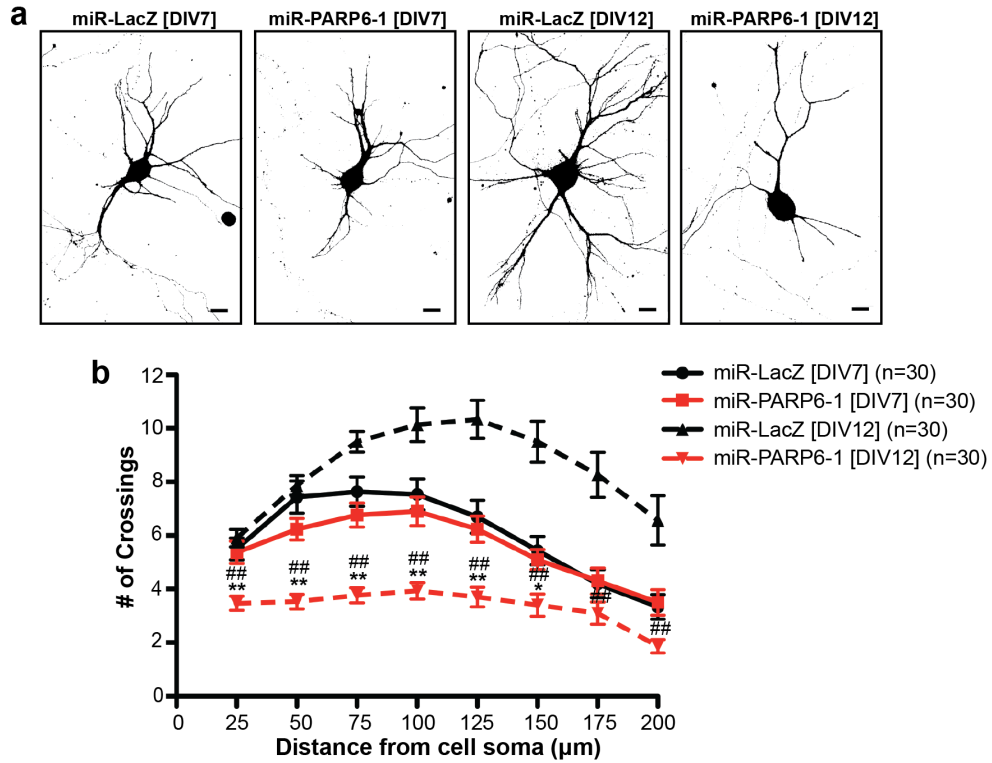 a
miR-LacZ [DIV7]
miR-PARP6-1 [DIV7]
miR-LacZ [DIV12]
miR-PARP6-1 [DIV12]
b
miR-LacZ [DIV7] (n=30)
miR-PARP6-1 [DIV7] (n=30)
miR-LacZ [DIV12] (n=30)
miR-PARP6-1 [DIV12] (n=30)
# of Crossings
12
10
8
6
4
2
0
## ## ## ## ## ## ## ##
** ** ** ** ** *
0 25 50 75 100 125 150 175 200
Distance from cell soma (µm)